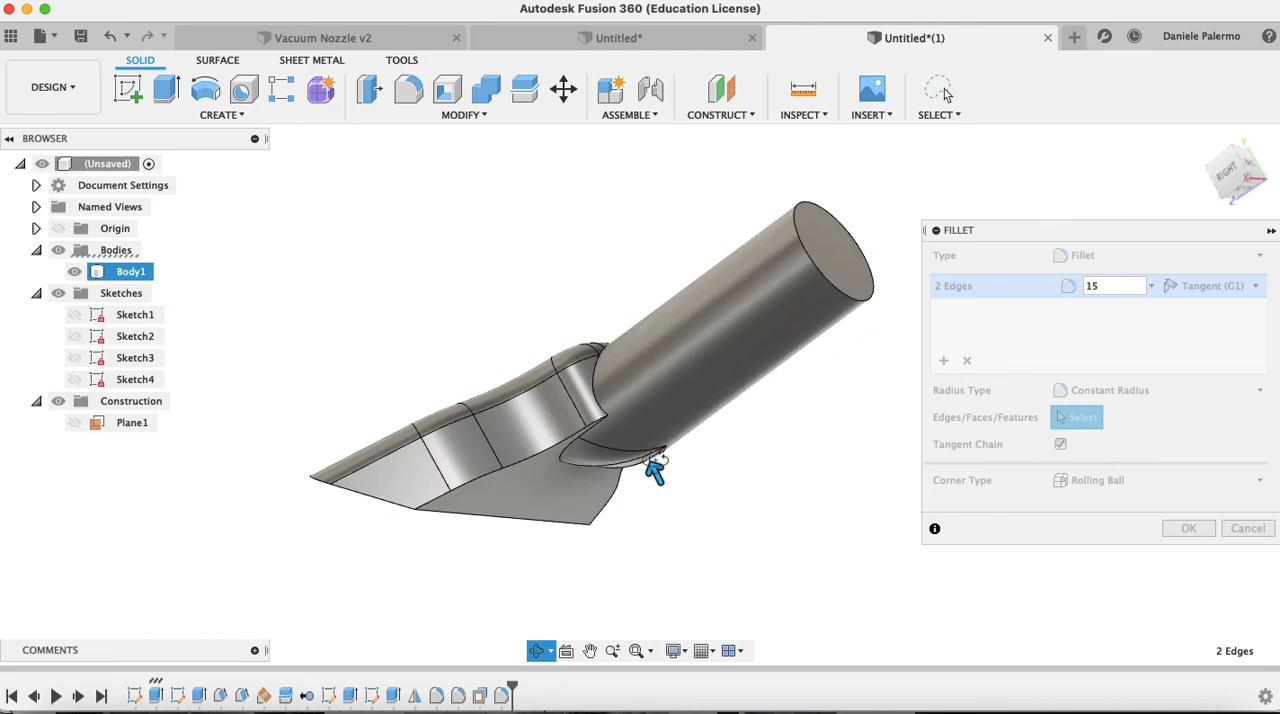 Autodesk Fusion 360 (Education License)
Vacuum Nozzle v2
Untitled*
Untitled*(1)
Daniele Palermo
DESIGN
SOLID
SURFACE
SHEET METAL
TOOLS
CREATE
MODIFY
ASSEMBLE
CONSTRUCT
INSPECT
INSERT
SELECT
BROWSER
(Unsaved)
Document Settings
Named Views
Origin
Bodies
Body1
Sketches
Sketch1
Sketch2
Sketch3
Sketch4
Construction
Plane1
RIGHT
Y
X
Z
FILLET
Type Fillet
2 Edges 15 Tangent (G1)
Radius Type Constant Radius
Edges/Faces/Features Select
Tangent Chain
Corner Type Rolling Ball
OK Cancel
COMMENTS
2 Edges